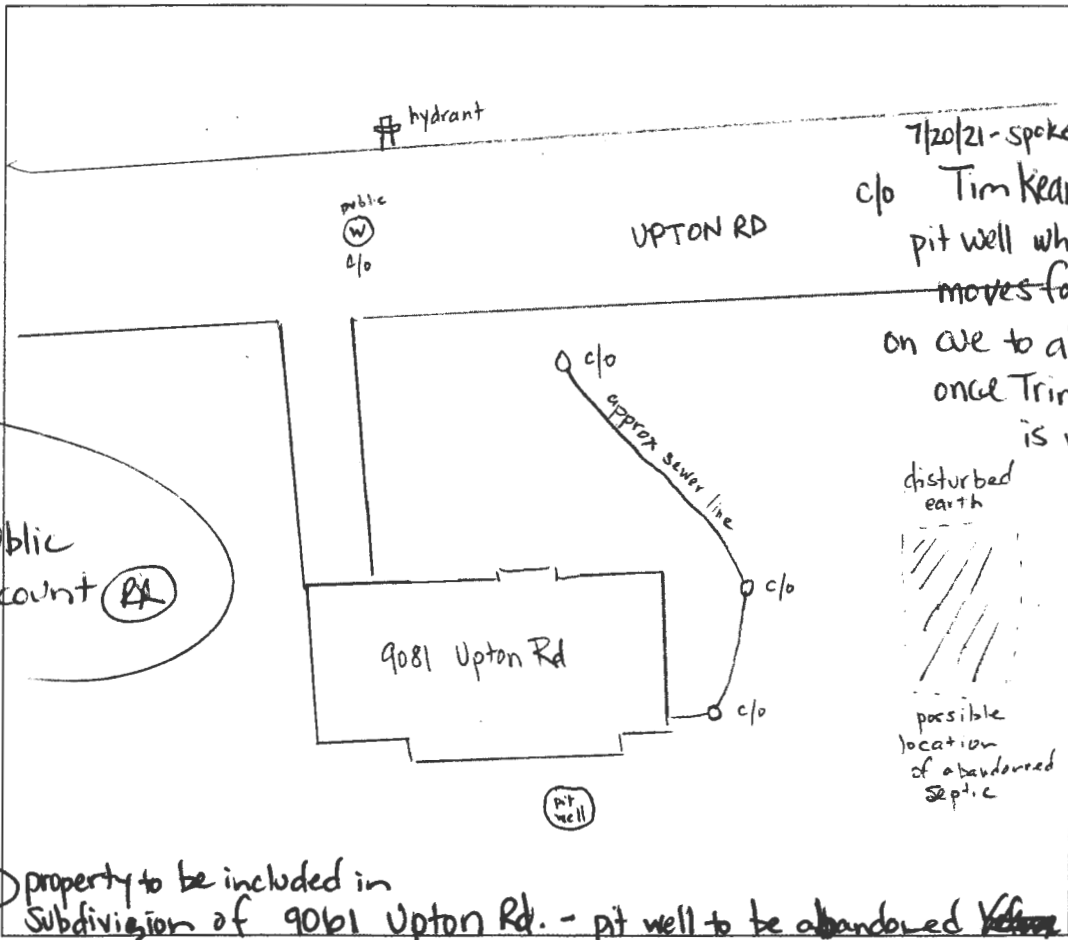 hydrant
7/20/21 - spoke
c/o Tim Kear
public
W
c/o
UPTON RD
pit well wh
moves fo
on ave to a
once Trin
is
c/o
approx sewer line
disturbed
earth
blic
count
c/o
9081 Upton Rd
c/o
possible
location
of abandonned
septic
pit
well
property to be included in
Subdivision of 9061 Upton Rd. - pit well to be abandoned